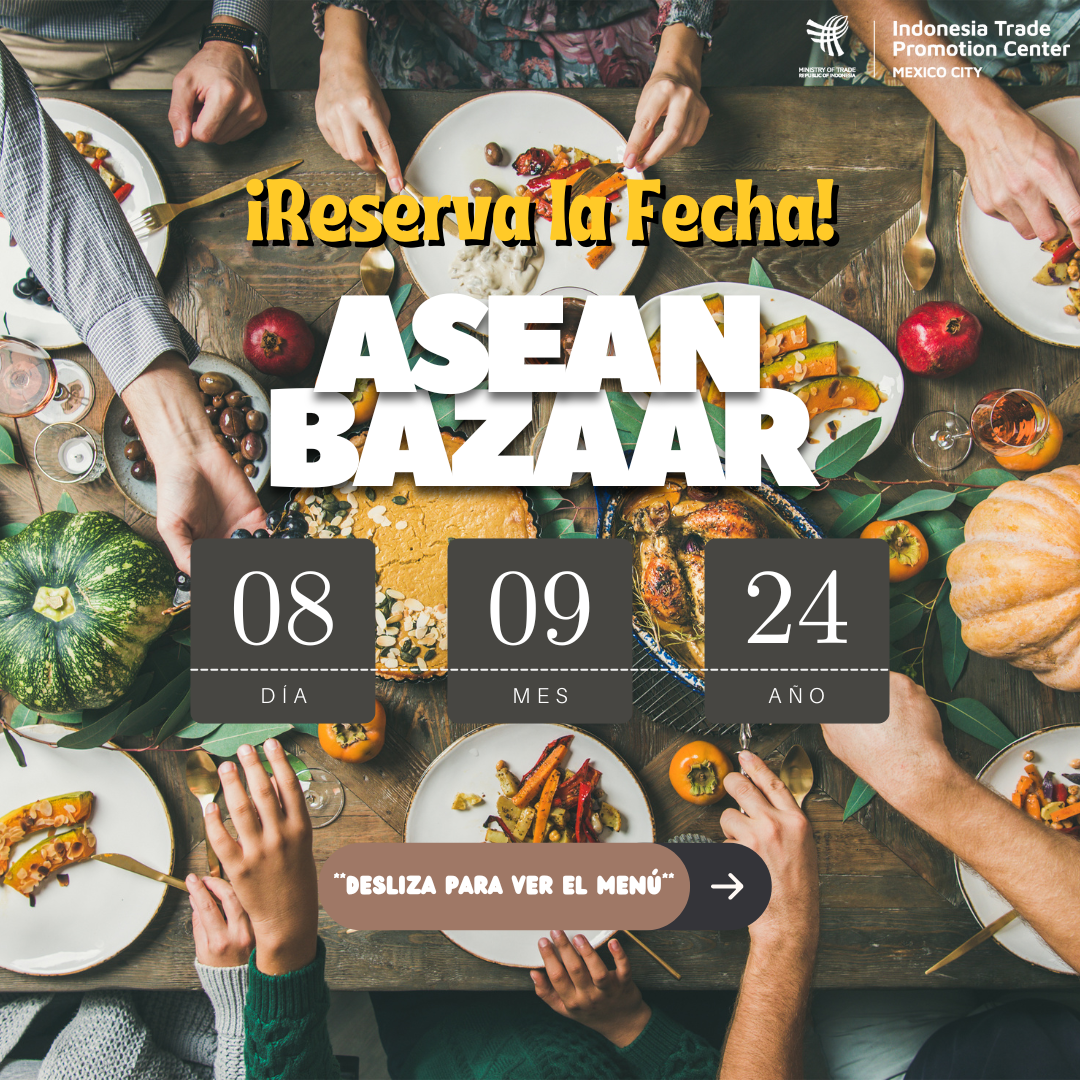 MINISTRY OF TRADE
REPUBLIC OF INDONESIA
Indonesia Trade
Promotion Center
MEXICO CITY
¡Reserva la Fecha!
ASEAN
BAZAAR
08
DÍA
09
MES
24
AÑO
**DESLIZA PARA VER EL MENÚ**